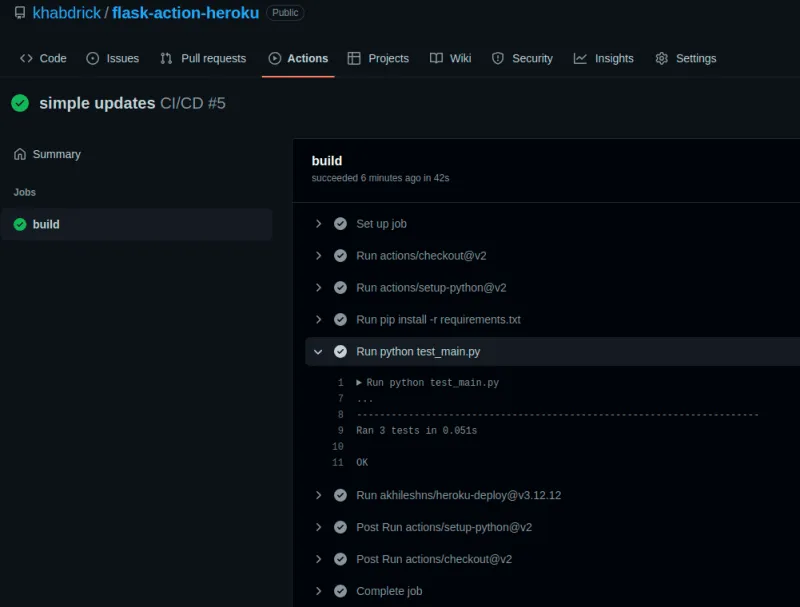 khabdrick / flask-action-heroku Public
Code Issues Pull requests Actions Projects Wiki Security Insights Settings
simple updates CI/CD #5
Summary
Jobs
build
build
succeeded 6 minutes ago in 42s
Set up job
Run actions/checkout@v2
Run actions/setup-python@v2
Run pip install -r requirements.txt
Run python test_main.py
1 Run python test_main.py
7 ...
8 ----------------------------------------------------------------------
9 Ran 3 tests in 0.051s
10
11 OK
Run akhileshns/heroku-deploy@v3.12.12
Post Run actions/setup-python@v2
Post Run actions/checkout@v2
Complete job